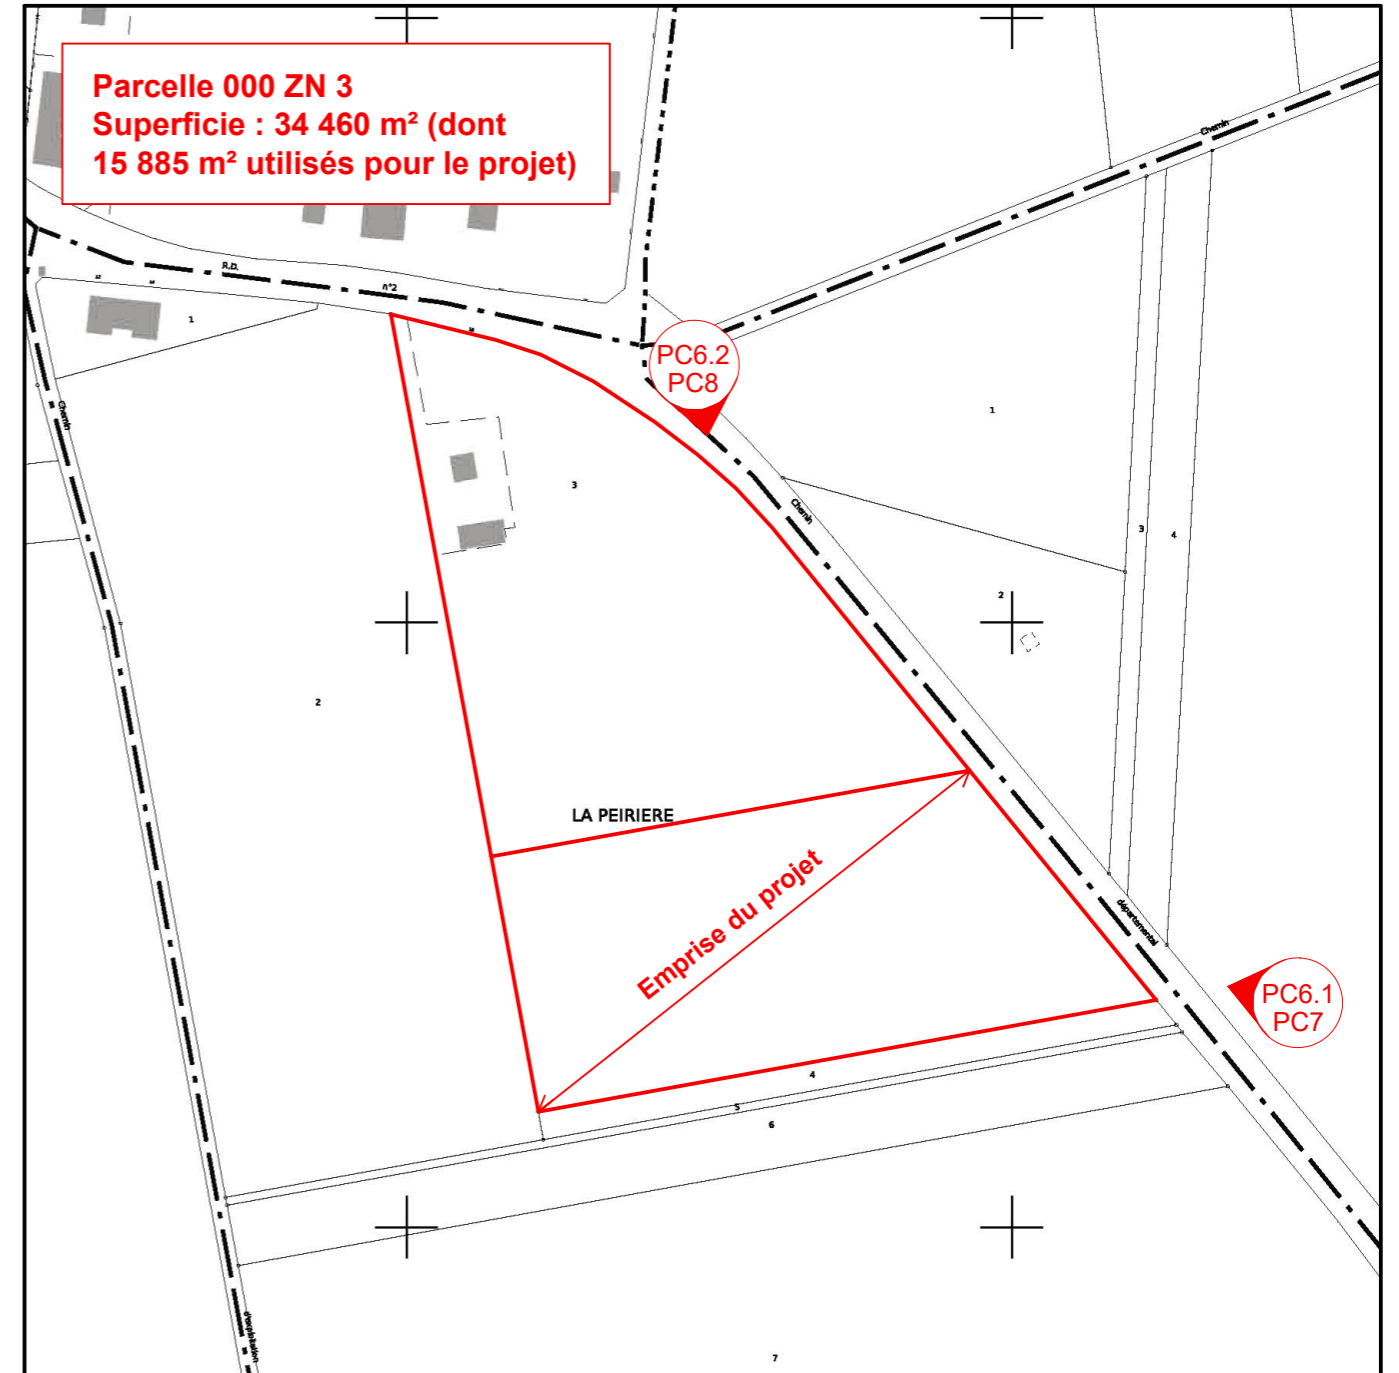 Parcelle 000 ZN 3
Superficie : 34 460 m² (dont
15 885 m² utilisés pour le projet)
Chemin
R.D.
n°2
1
PC6.2
PC8
1
Chemin
3
Chemin
3
4
2
2
LA PEIRIERE
Emprise du projet
départemental
PC6.1
PC7
4
5
6
d'exploitation
7